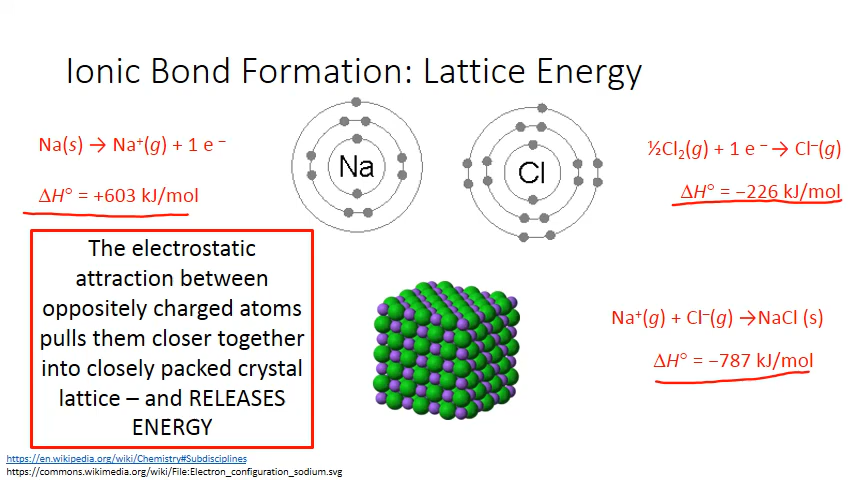 Ionic Bond Formation: Lattice Energy
Na(s) → Na⁺(g) + 1 e ⁻
ΔH° = +603 kJ/mol
Na
Cl
½Cl₂(g) + 1 e ⁻ → Cl⁻(g)
ΔH° = −226 kJ/mol
The electrostatic
attraction between
oppositely charged atoms
pulls them closer together
into closely packed crystal
lattice – and RELEASES
ENERGY
Na⁺(g) + Cl⁻(g) →NaCl (s)
ΔH° = −787 kJ/mol
https://en.wikipedia.org/wiki/Chemistry#Subdisciplines
https://commons.wikimedia.org/wiki/File:Electron_configuration_sodium.svg